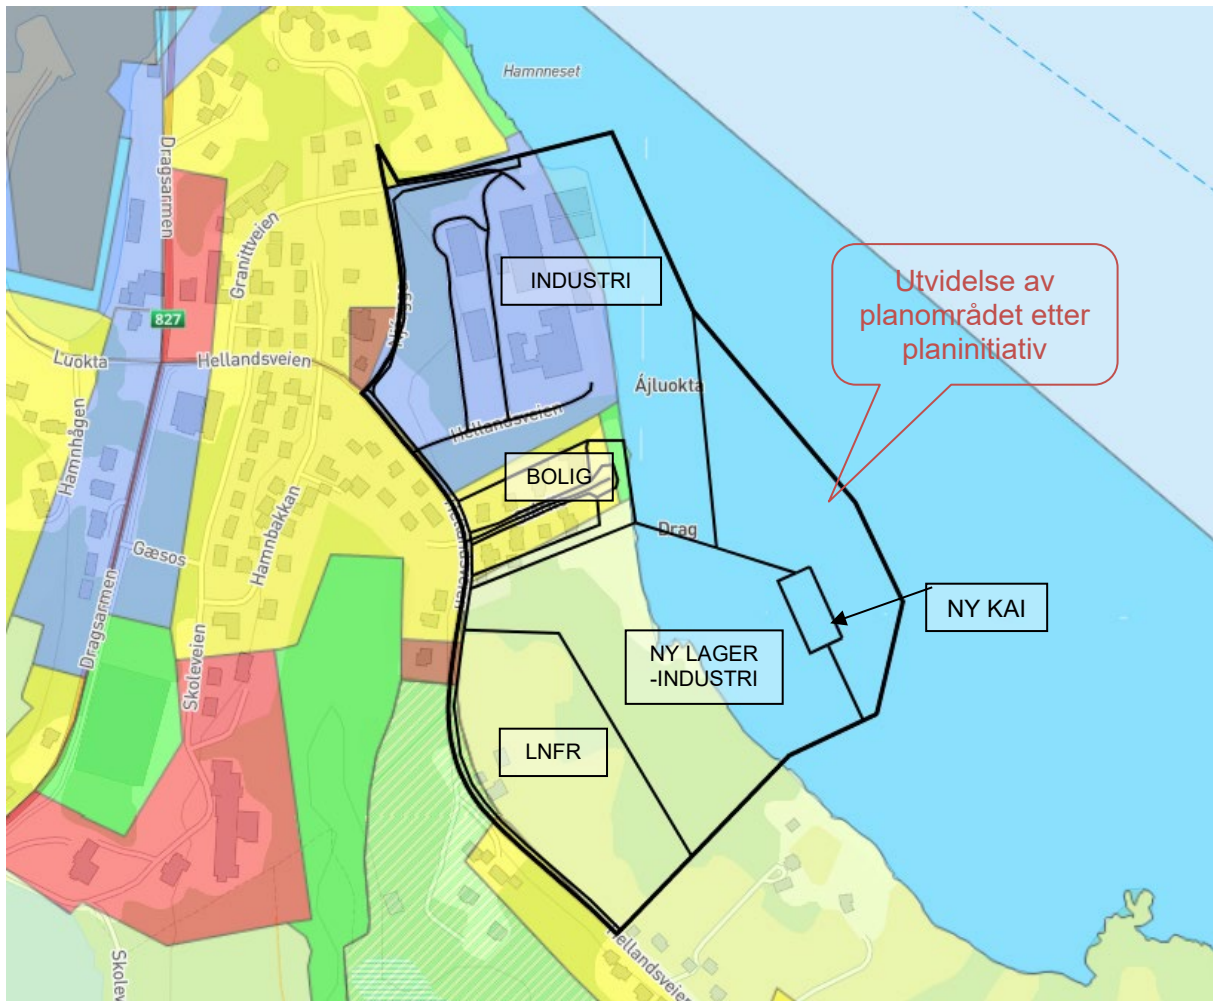 Hamnneset
Dragsarmen
Granittveien
INDUSTRI
Utvidelse av
planområdet etter
planinitiativ
827
Luokta
Hellandsveien
Ájluokta
Hamnhågen
Hellandsveien
BOLIG
Hamnbakkan
Gæsos
Hellandsveien
Drag
Dragsarmen
Skoleveien
NY LAGER
-INDUSTRI
NY KAI
LNFR
Hellandsveien